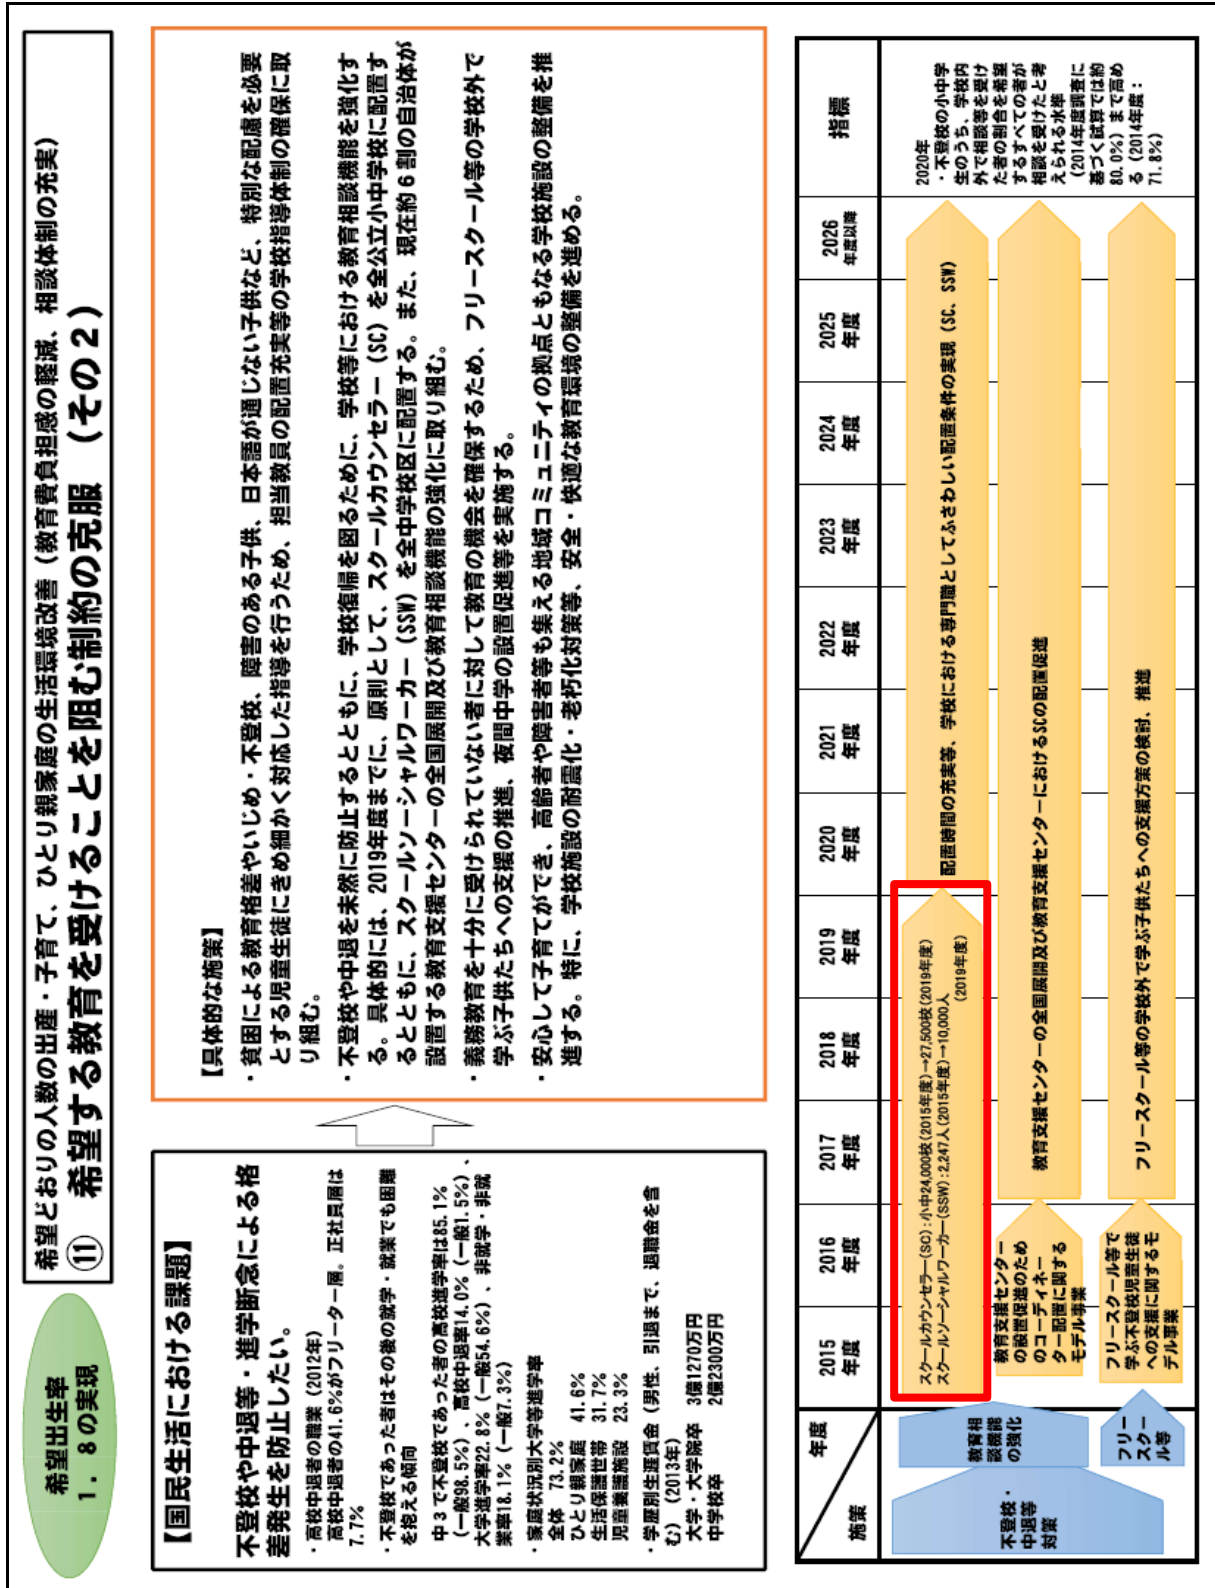 希望出生率
１．８の実現
希望どおりの人数の出産・子育て、ひとり親家庭の生活環境改善（教育費負担感の軽減、相談体制の充実）
⑪ 希望する教育を受けることを阻む制約の克服 （その２）
【国民生活における課題】
不登校や中退等・進学断念による格
差発生を防止したい。
・高校中退者の職業（2012年）
高校中退者の41.6%がフリーター層。正社員層は
7.7%
・不登校であった者はその後の就学・就業でも困難
を抱える傾向
中３で不登校であった者の高校進学率は85.1%
（一般98.5%）、高校中退率14.0%（一般1.5%）、
大学進学率22.8%（一般54.6%）、非就学・非就
業率18.1%（一般7.3%）
・家庭状況別大学等進学率
全体 73.2%
ひとり親家庭 41.6%
生活保護世帯 31.7%
児童養護施設 23.3%
・学歴別生涯賃金（男性、引退まで、退職金を含
む）（2013年）
大学・大学院卒 3億1270万円
中学校卒 2億2300万円
【具体的な施策】
・貧困による教育格差やいじめ・不登校、障害のある子供、日本語が通じない子供など、特別な配慮を必要
とする児童生徒にきめ細かく対応した指導を行うため、担当教員の配置充実等の学校指導体制の確保に取
り組む。
・不登校や中退を未然に防止するとともに、学校復帰を図るために、学校等における教育相談機能を強化す
る。具体的には、2019年度までに、原則として、スクールカウンセラー（SC）を全公立小中学校に配置す
るとともに、スクールソーシャルワーカー（SSW）を全中学校区に配置する。また、現在約６割の自治体が
設置する教育支援センターの全国展開及び教育相談機能の強化に取り組む。
・義務教育を十分に受けられていない者に対して教育の機会を確保するため、フリースクール等の学校外で
学ぶ子供たちへの支援の推進、夜間中学の設置促進等を実施する。
・安心して子育てができ、高齢者や障害者等も集える地域コミュニティの拠点ともなる学校施設の整備を推
進する。特に、学校施設の耐震化・老朽化対策等、安全・快適な教育環境の整備を進める。
年度
施策
2015
年度
2016
年度
2017
年度
2018
年度
2019
年度
2020
年度
2021
年度
2022
年度
2023
年度
2024
年度
2025
年度
2026
年度以降
指標
不登校・
中退等
対策
教育相
談機能
の強化
フリー
スクー
ル等
スクールカウンセラー(SC)：小中24,000校(2015年度)→27,500校(2019年度)
スクールソーシャルワーカー(SSW)：2,247人(2015年度)→10,000人
(2019年度)
配置時間の充実等、学校における専門職としてふさわしい配置条件の実現（SC、SSW）
教育支援センター
の設置促進のため
のコーディネー
ター配置に関する
モデル事業
教育支援センターの全国展開及び教育支援センターにおけるSCの配置促進
フリースクール等で
学ぶ不登校児童生徒
への支援に関するモ
デル事業
フリースクール等の学校外で学ぶ子供たちへの支援方策の検討、推進
2020年
・不登校の小中学
生のうち、学校内
外で相談等を受け
た者の割合を希望
するすべての者が
相談を受けたと考
えられる水準
（2014年度調査に
基づく試算では約
80.0%）まで高め
る（2014年度：
71.8%）